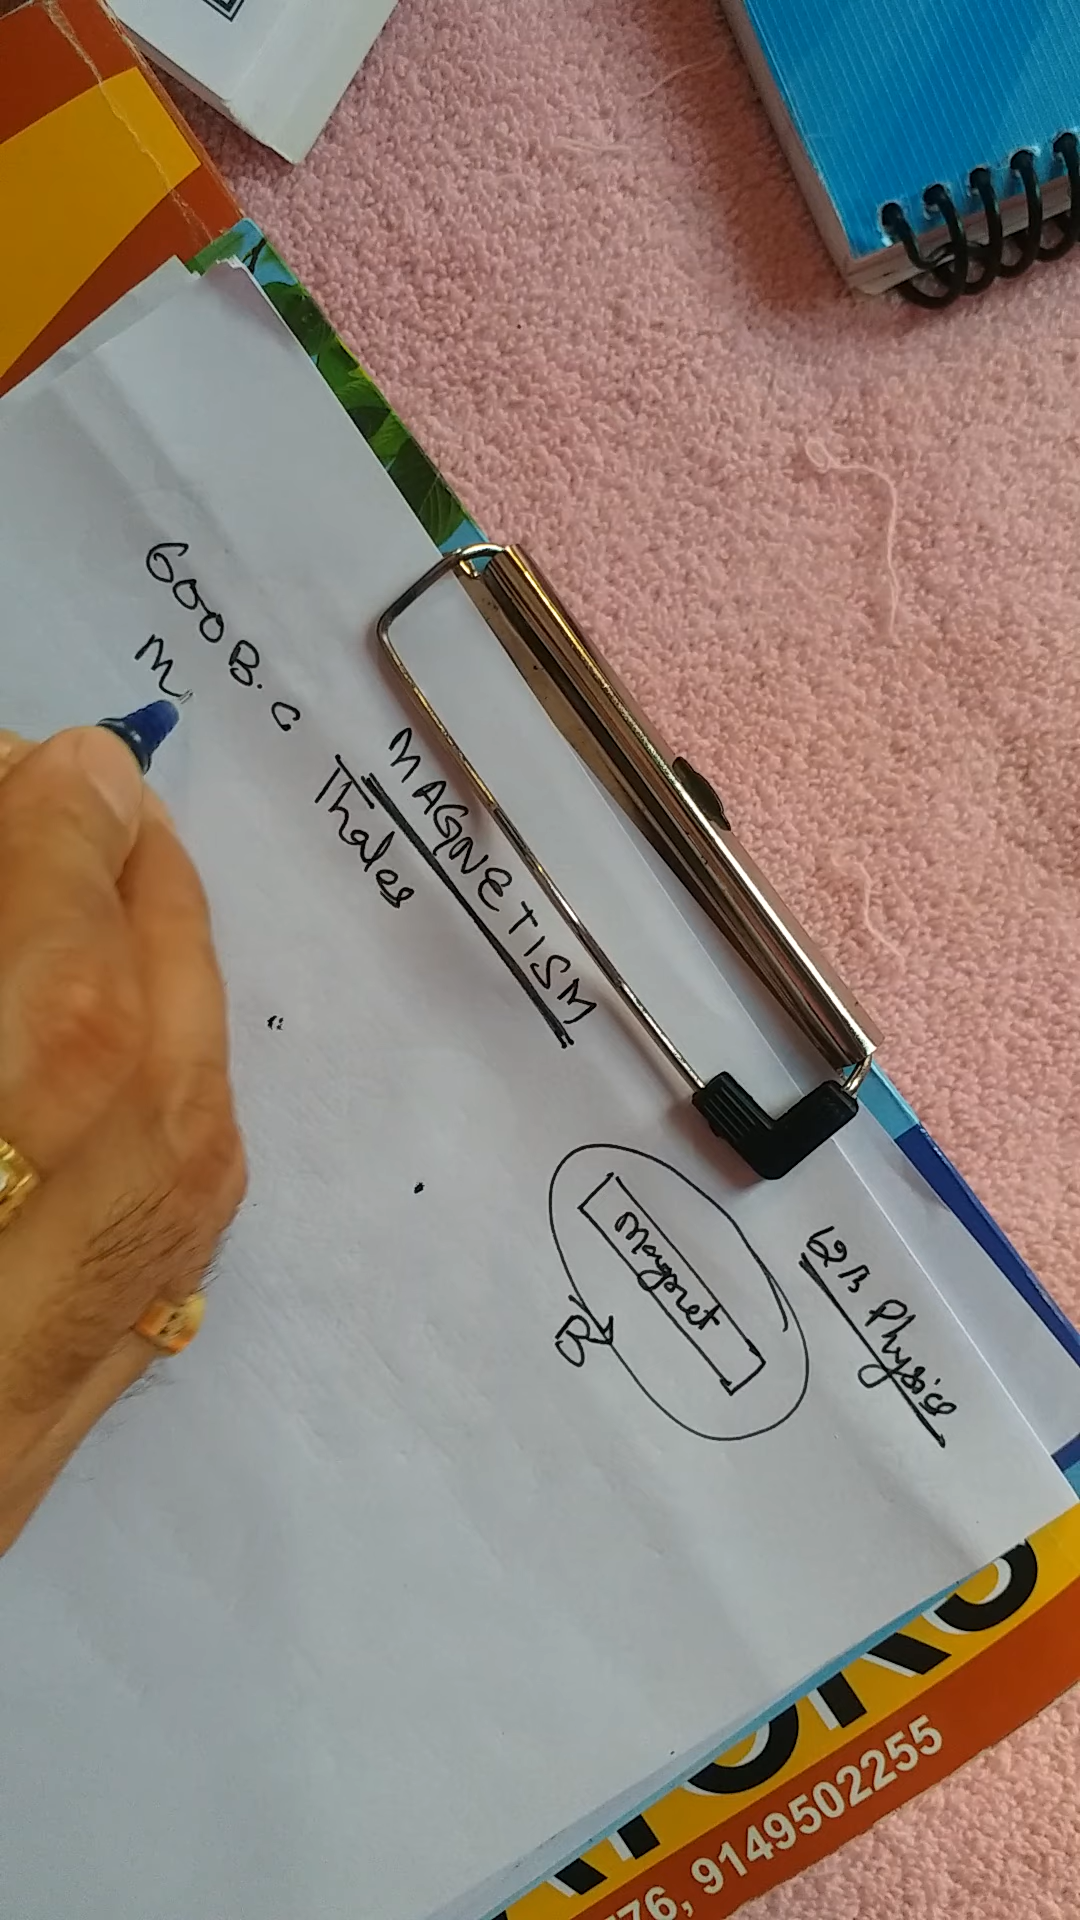 12th Physics
MAGNETISM
Magnet
B
600 B.C Thales
M
76, 9149502255